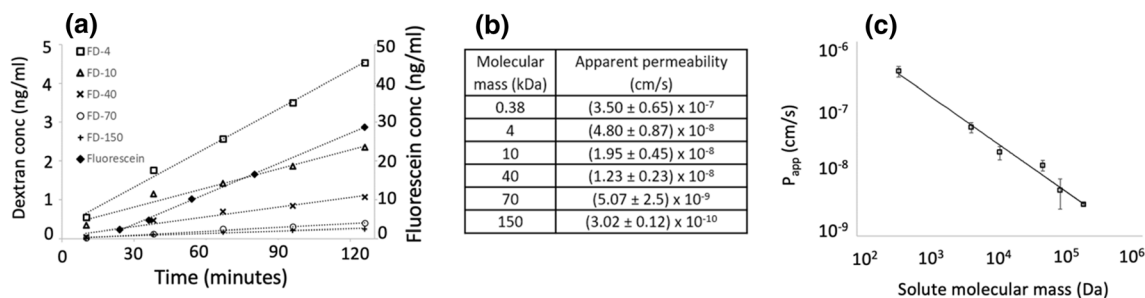 (a)
Dextran conc (ng/ml)
5
4
3
2
1
0
FD-4
FD-10
FD-40
FD-70
FD-150
Fluorescein
50
40
30
20
10
0
Fluorescein conc (ng/ml)
0
30
60
90
120
Time (minutes)
(b)
Molecular mass (kDa)
Apparent permeability (cm/s)
0.38 (3.50 ± 0.65) x 10⁻⁷
4 (4.80 ± 0.87) x 10⁻⁸
10 (1.95 ± 0.45) x 10⁻⁸
40 (1.23 ± 0.23) x 10⁻⁸
70 (5.07 ± 2.5) x 10⁻⁹
150 (3.02 ± 0.12) x 10⁻¹⁰
(c)
Papp (cm/s)
10⁻⁶
10⁻⁷
10⁻⁸
10⁻⁹
10² 10³ 10⁴ 10⁵ 10⁶
Solute molecular mass (Da)